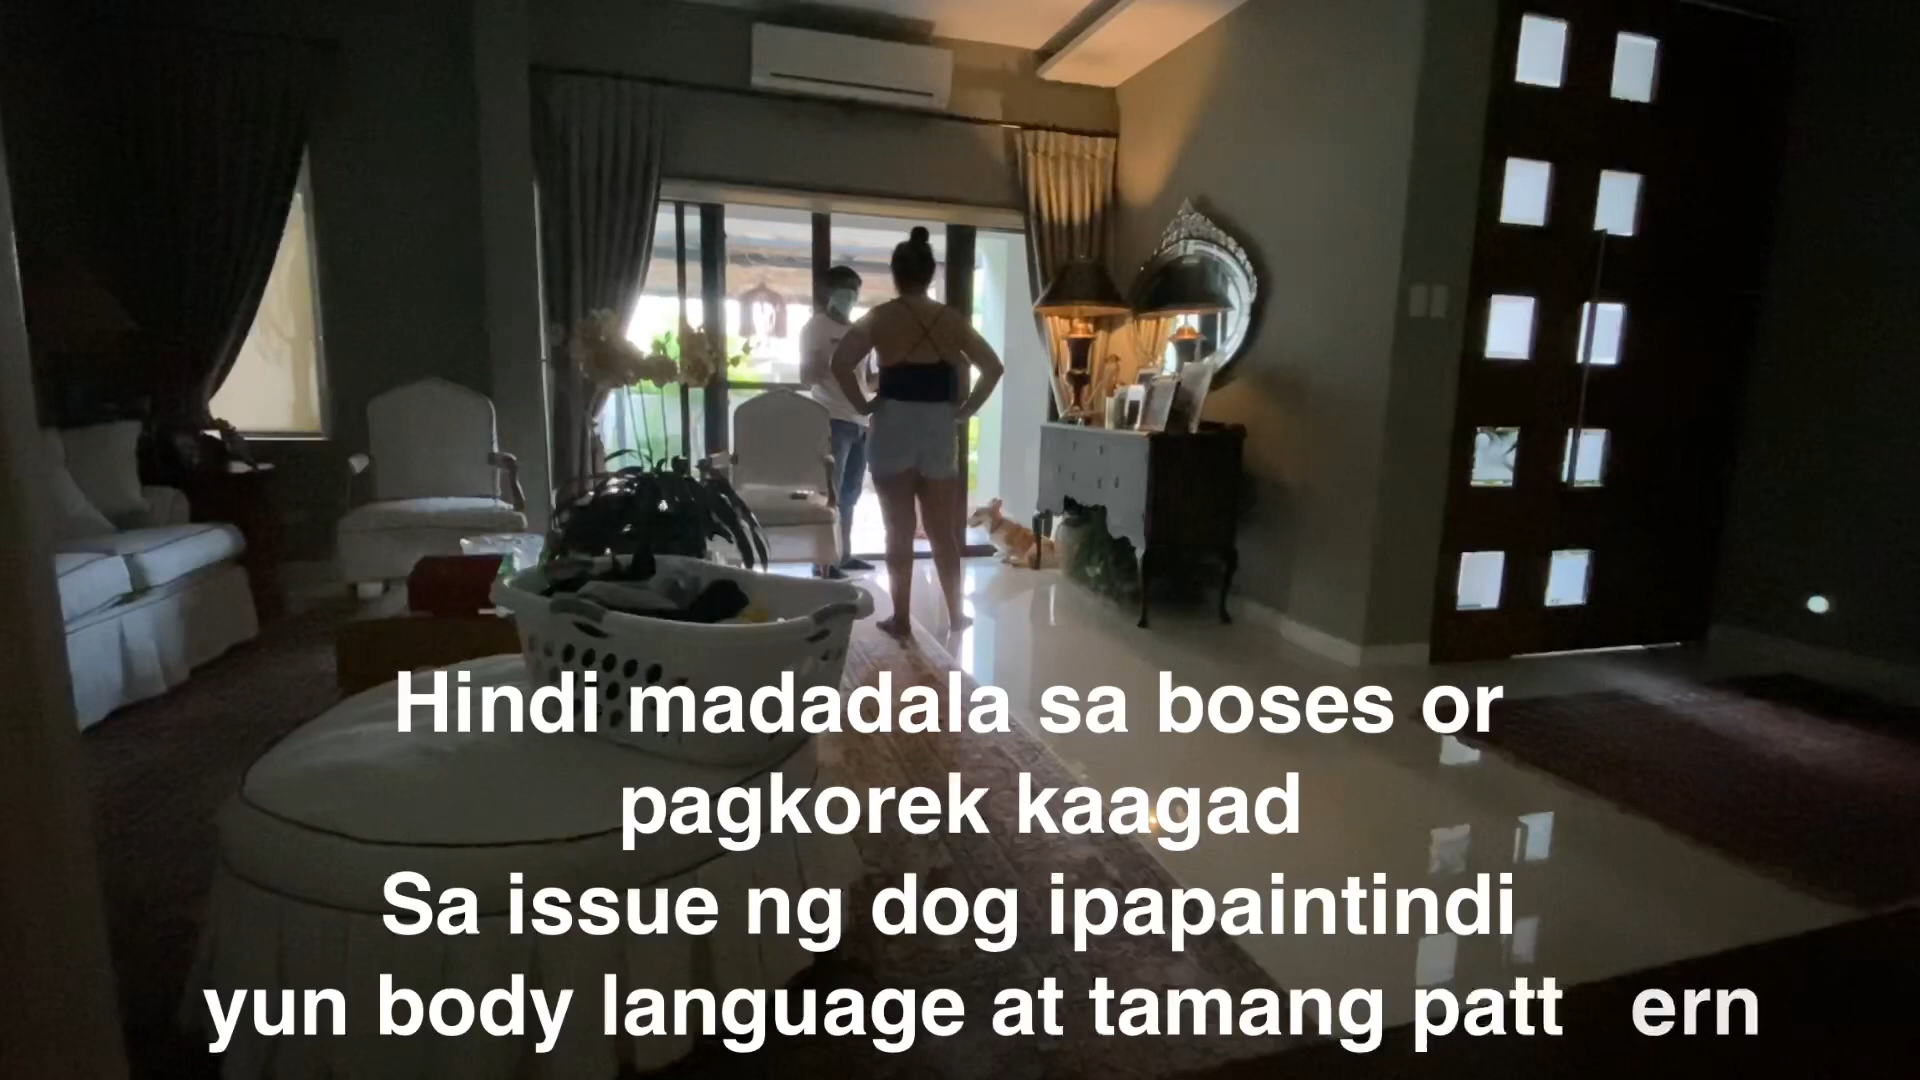 Hindi madadala sa boses or
pagkorek kaagad
Sa issue ng dog ipapaintindi
yun body language at tamang patt ern